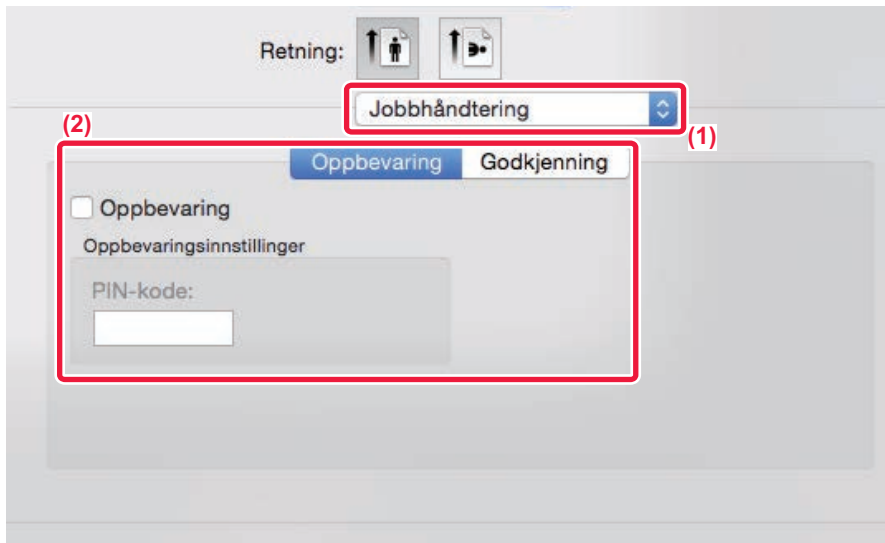 Retning:
Jobbhåndtering
(1)
(2)
Oppbevaring Godkjenning
Oppbevaring
Oppbevaringsinnstillinger
PIN-kode: